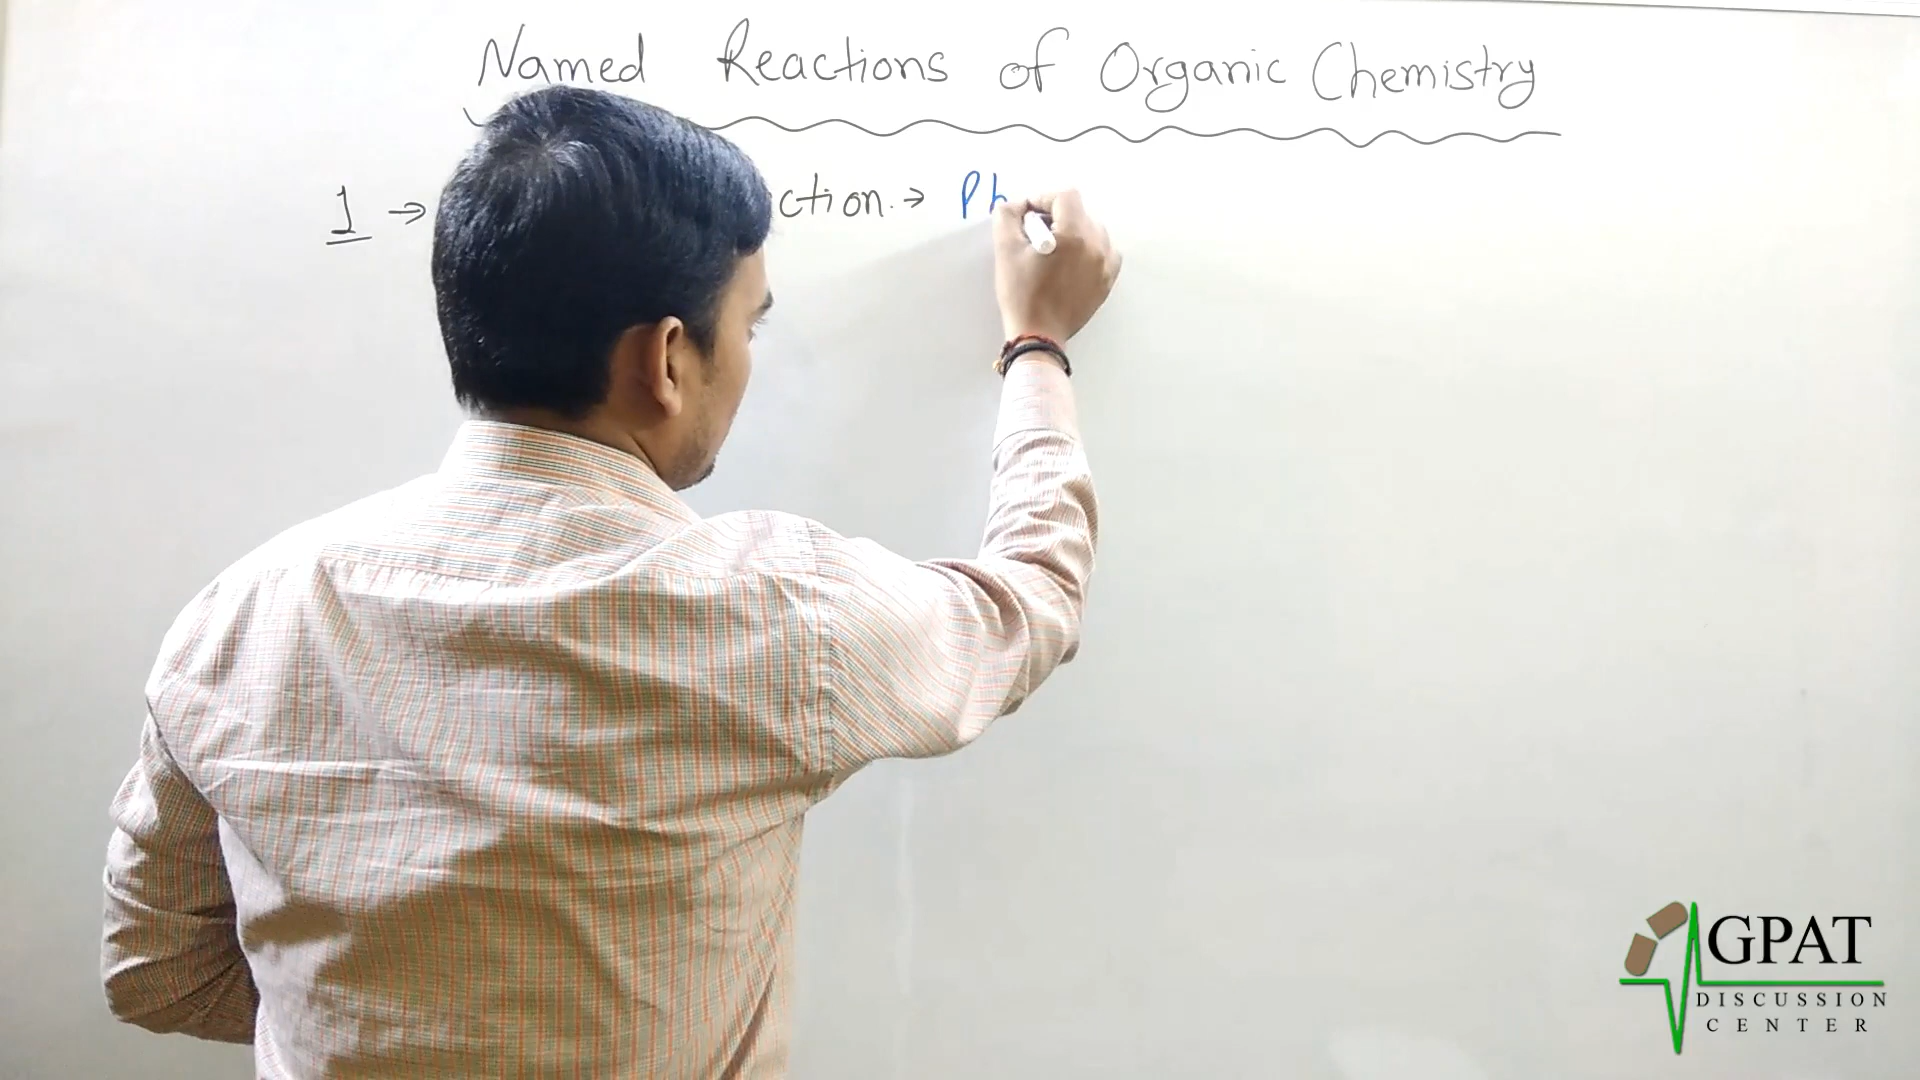 Named Reactions of Organic Chemistry
1 → ction. → Ph
GPAT
DISCUSSION
CENTER